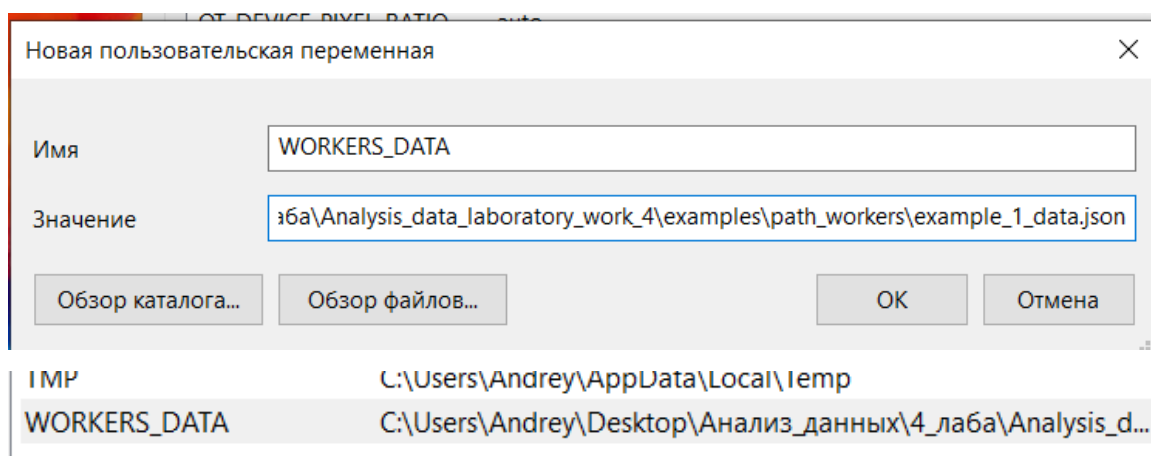 QT_DEVICE_PIXEL_RATIO auto
Новая пользовательская переменная
Имя WORKERS_DATA
Значение аба\Analysis_data_laboratory_work_4\examples\path_workers\example_1_data.json
Обзор каталога... Обзор файлов... ОК Отмена
TMP C:\Users\Andrey\AppData\Local\Temp
WORKERS_DATA C:\Users\Andrey\Desktop\Анализ_данных\4_лаба\Analysis_d...